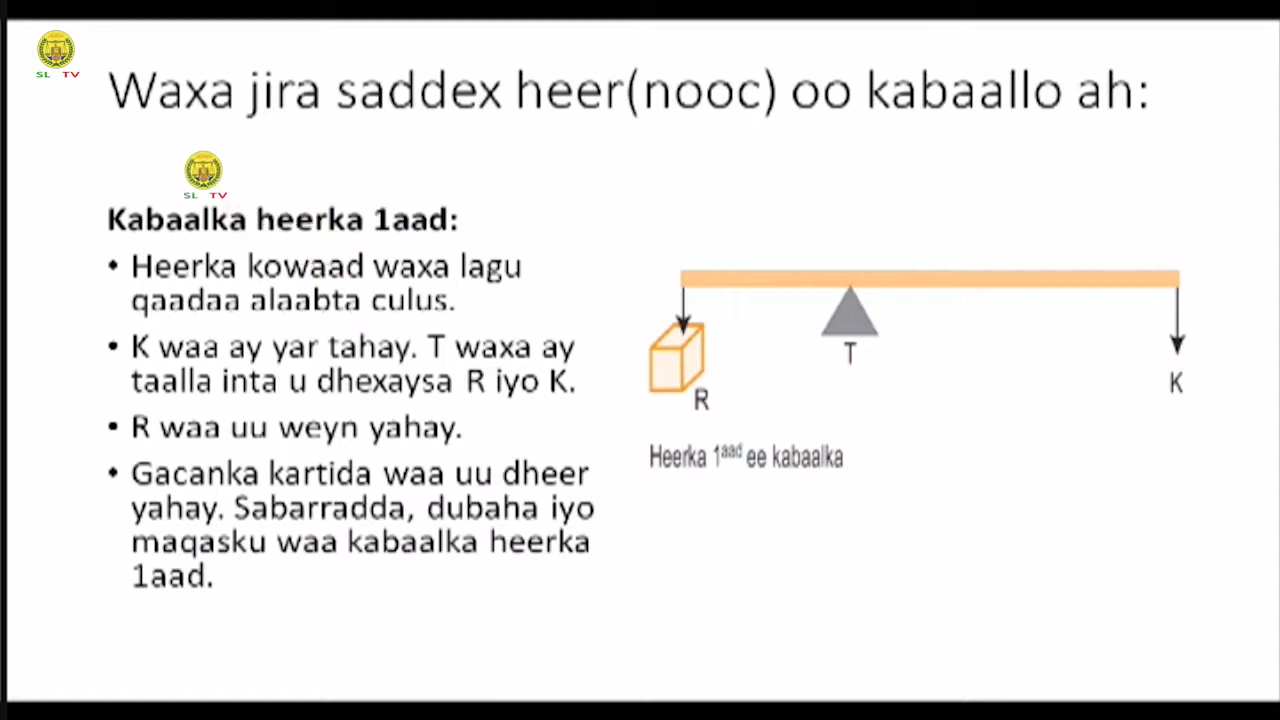 SL TV
Waxa jira saddex heer(nooc) oo kabaallo ah:
SL TV
Kabaalka heerka 1aad:
• Heerka kowaad waxa lagu
qaadaa alaabta culus.
• K waa ay yar tahay. T waxa ay
taalla inta u dhexaysa R iyo K.
• R waa uu weyn yahay.
• Gacanka kartida waa uu dheer
yahay. Sabarradda, dubaha iyo
maqasku waa kabaalka heerka
1aad.
T
K
R
Heerka 1aad ee kabaalka